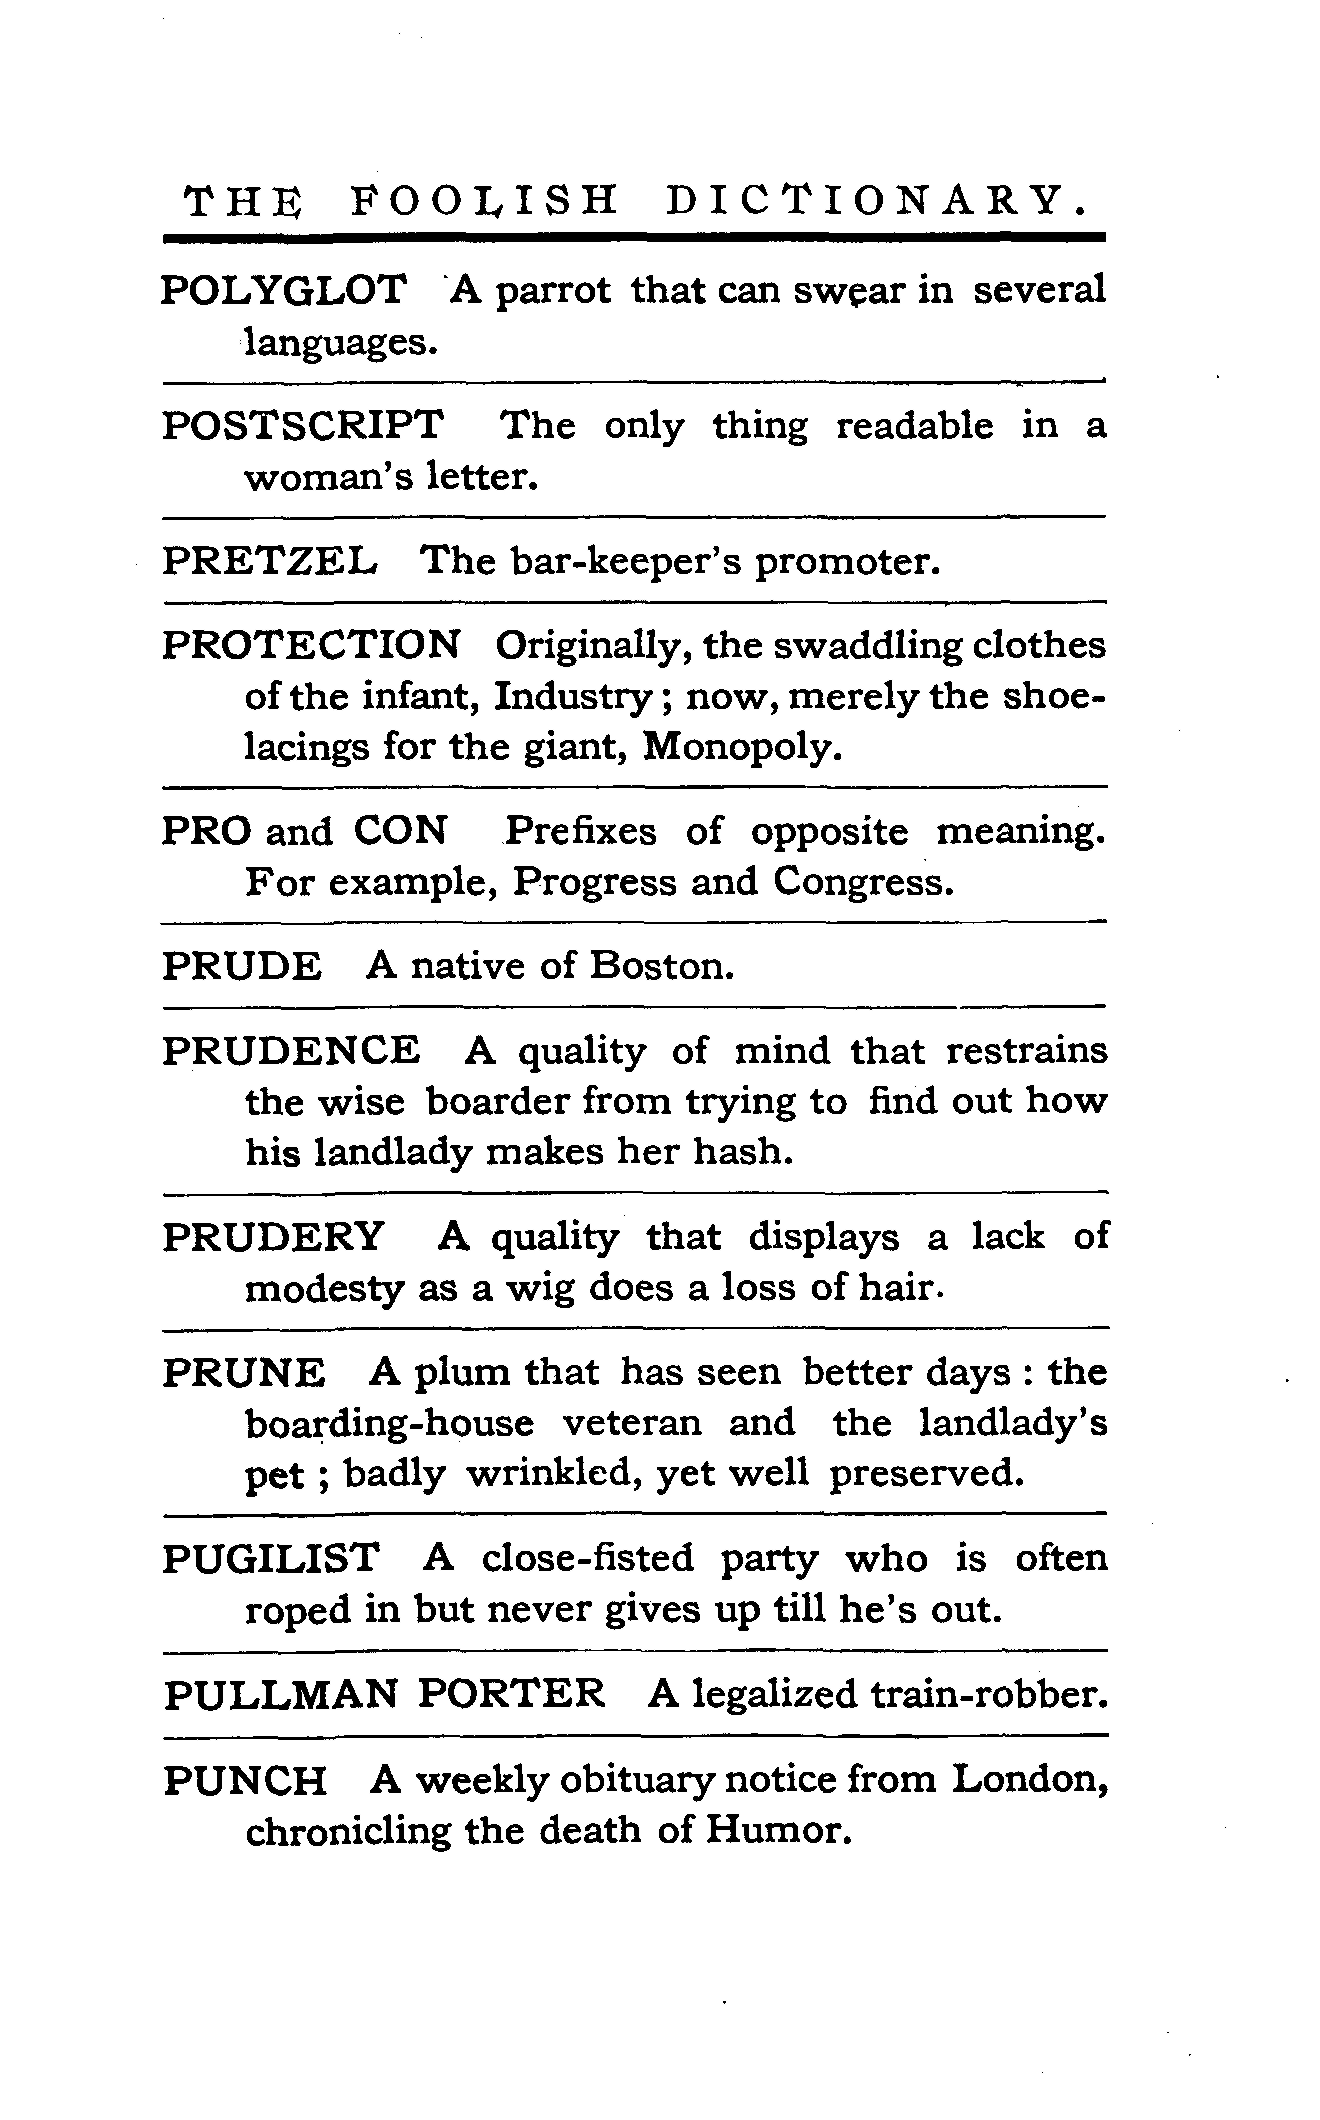 THE FOOLISH DICTIONARY.
POLYGLOT A parrot that can swear in several
languages.
POSTSCRIPT The only thing readable in a
woman's letter.
PRETZEL The bar-keeper's promoter.
PROTECTION Originally, the swaddling clothes
of the infant, Industry ; now, merely the shoe-
lacings for the giant, Monopoly.
PRO and CON Prefixes of opposite meaning.
For example, Progress and Congress.
PRUDE A native of Boston.
PRUDENCE A quality of mind that restrains
the wise boarder from trying to find out how
his landlady makes her hash.
PRUDERY A quality that displays a lack of
modesty as a wig does a loss of hair.
PRUNE A plum that has seen better days : the
boarding-house veteran and the landlady's
pet ; badly wrinkled, yet well preserved.
PUGILIST A close-fisted party who is often
roped in but never gives up till he's out.
PULLMAN PORTER A legalized train-robber.
PUNCH A weekly obituary notice from London,
chronicling the death of Humor.